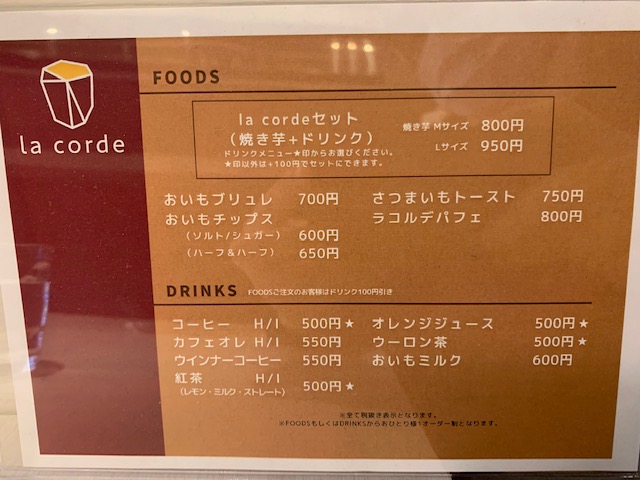 la corde
FOODS
la cordeセット
(焼き芋+ドリンク)
ドリンクメニュー★印からお選びください。
★印以外は+100円でセットにできます。
焼き芋 Mサイズ 800円
Lサイズ 950円
おいもブリュレ 700円
さつまいもトースト 750円
おいもチップス
ラコルデパフェ 800円
(ソルト/シュガー) 600円
(ハーフ&ハーフ) 650円
DRINKS FOODSご注文のお客様はドリンク100円引き
コーヒー H/I 500円★
オレンジジュース 500円★
カフェオレ H/I 550円
ウーロン茶 500円★
ウインナーコーヒー 550円
おいもミルク 600円
紅茶 H/I
(レモン・ミルク・ストレート) 500円★
※全て税抜き表示となります。
※FOODSもしくはDRINKSからおひとり様1オーダー制となります。